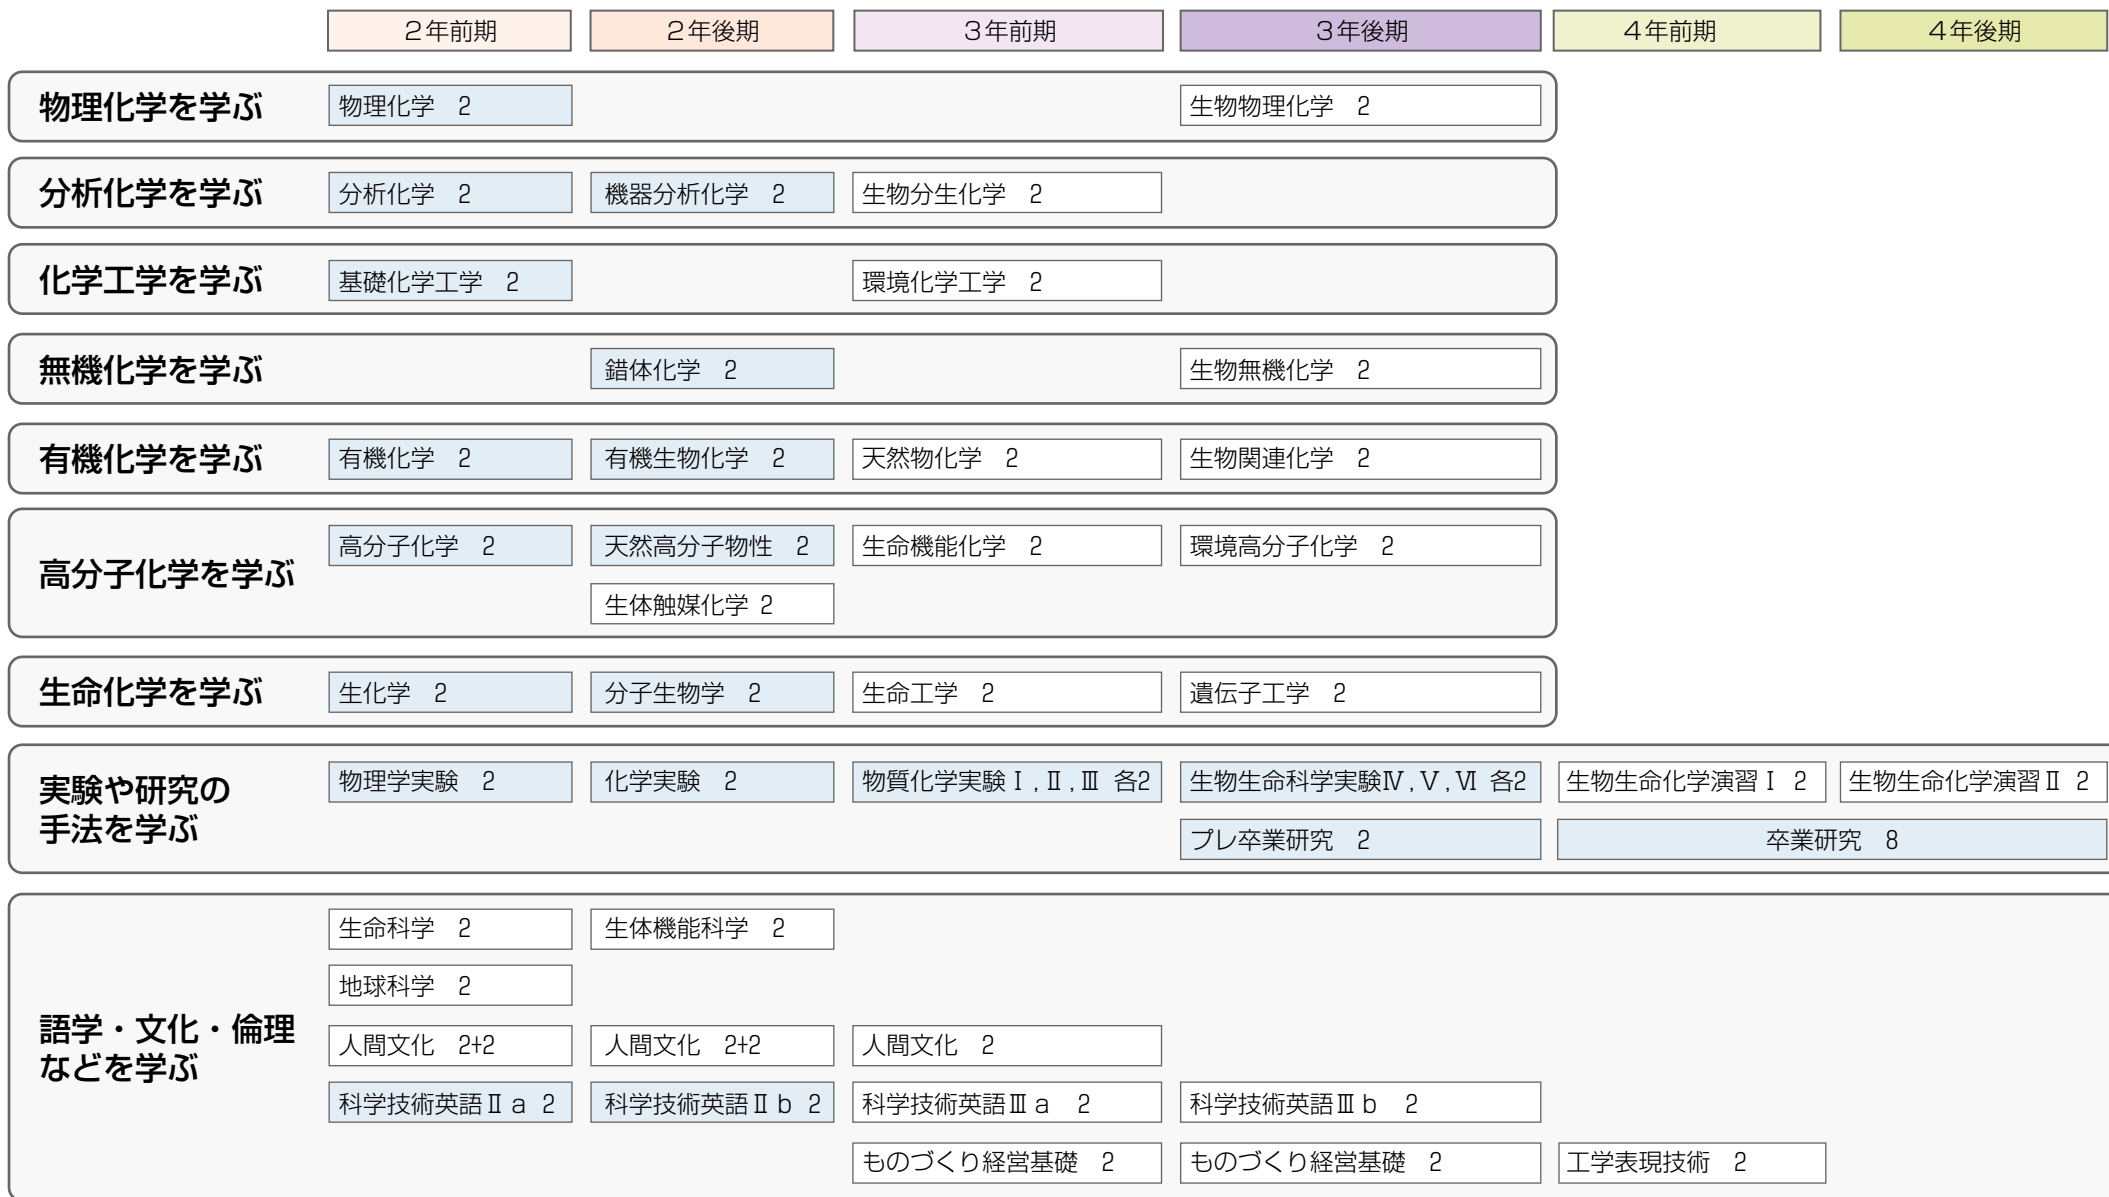 2年前期 2年後期 3年前期 3年後期 4年前期 4年後期
物理化学を学ぶ 物理化学 2 生物物理化学 2
分析化学を学ぶ 分析化学 2 機器分析化学 2 生物分生化学 2
化学工学を学ぶ 基礎化学工学 2 環境化学工学 2
無機化学を学ぶ 錯体化学 2 生物無機化学 2
有機化学を学ぶ 有機化学 2 有機生物化学 2 天然物化学 2 生物関連化学 2
高分子化学を学ぶ 高分子化学 2 天然高分子物性 2 生命機能化学 2 環境高分子化学 2
生体触媒化学 2
生命化学を学ぶ 生化学 2 分子生物学 2 生命工学 2 遺伝子工学 2
実験や研究の
手法を学ぶ
物理学実験 2 化学実験 2 物質化学実験Ⅰ,Ⅱ,Ⅲ 各2 生物生命科学実験Ⅳ,Ⅴ,Ⅵ 各2 生物生命化学演習Ⅰ 2 生物生命化学演習Ⅱ 2
プレ卒業研究 2 卒業研究 8
語学・文化・倫理
などを学ぶ
生命科学 2 生体機能科学 2
地球科学 2
人間文化 2+2 人間文化 2+2 人間文化 2
科学技術英語Ⅱa 2 科学技術英語Ⅱb 2 科学技術英語Ⅲa 2 科学技術英語Ⅲb 2
ものづくり経営基礎 2 ものづくり経営基礎 2 工学表現技術 2